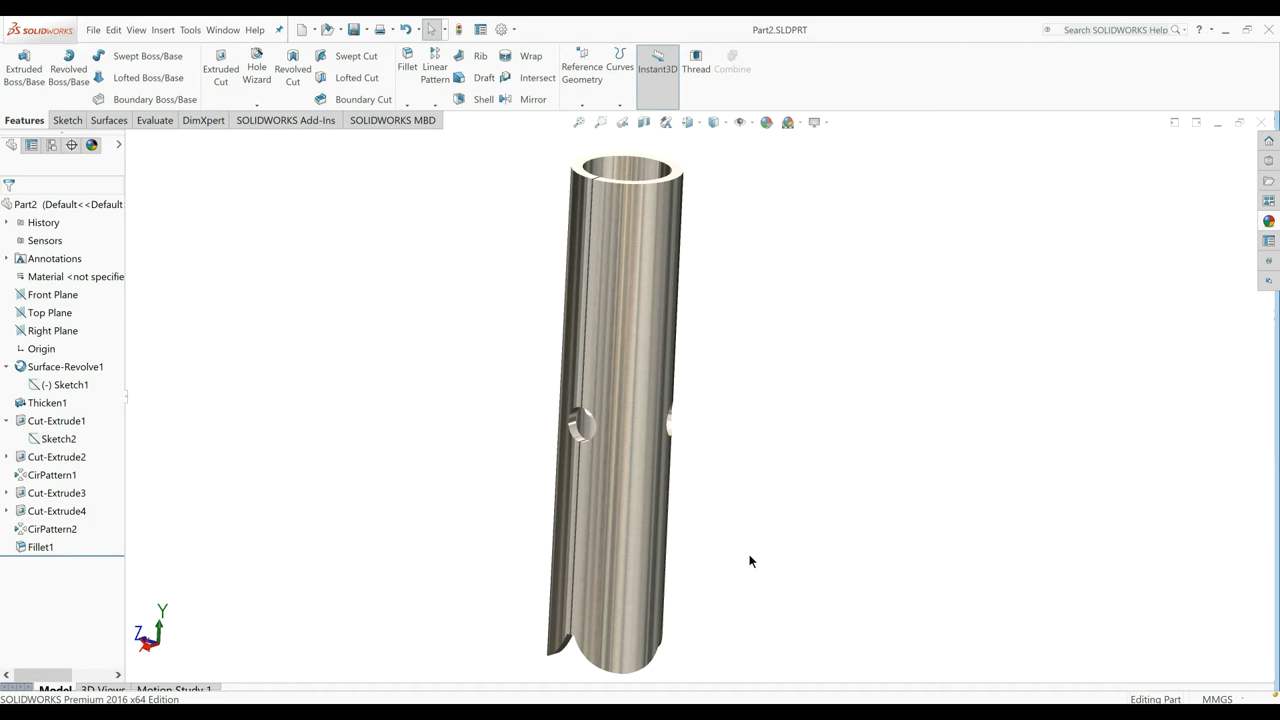 SOLIDWORKS File Edit View Insert Tools Window Help Part2.SLDPRT Search SOLIDWORKS Help ?
Extruded Boss/Base
Revolved Boss/Base
Swept Boss/Base
Lofted Boss/Base
Boundary Boss/Base
Extruded Cut
Hole Wizard
Revolved Cut
Swept Cut
Lofted Cut
Boundary Cut
Fillet
Linear Pattern
Rib
Draft
Shell
Wrap
Intersect
Mirror
Reference Geometry
Curves
Instant3D
Thread
Combine
Features Sketch Surfaces Evaluate DimXpert SOLIDWORKS Add-Ins SOLIDWORKS MBD
Part2 (Default<<Default
History
Sensors
Annotations
Material <not specifie
Front Plane
Top Plane
Right Plane
Origin
Surface-Revolve1
(-) Sketch1
Thicken1
Cut-Extrude1
Sketch2
Cut-Extrude2
CirPattern1
Cut-Extrude3
Cut-Extrude4
CirPattern2
Fillet1
Y
Z
Model 3D Views Motion Study 1
SOLIDWORKS Premium 2016 x64 Edition Editing Part MMGS